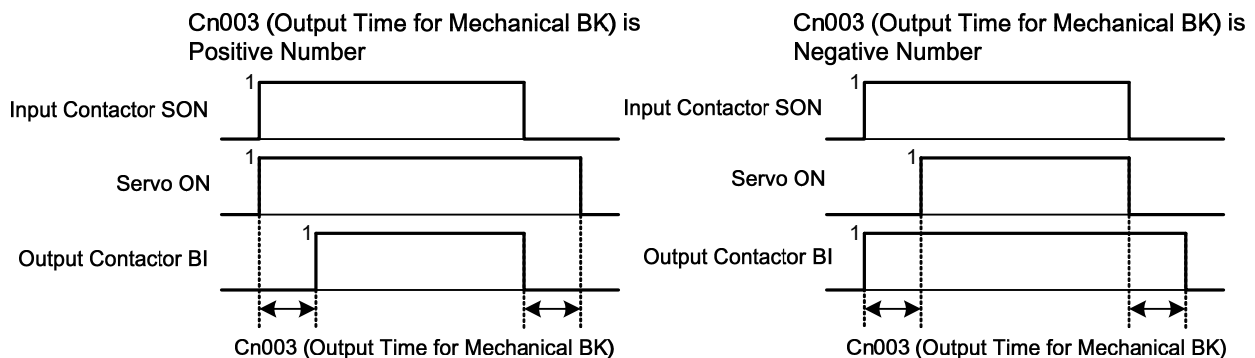 Cn003 (Output Time for Mechanical BK) is
Positive Number
1
Input Contactor SON
1
Servo ON
1
Output Contactor BI
Cn003 (Output Time for Mechanical BK)
Cn003 (Output Time for Mechanical BK) is
Negative Number
1
Input Contactor SON
1
Servo ON
1
Output Contactor BI
Cn003 (Output Time for Mechanical BK)